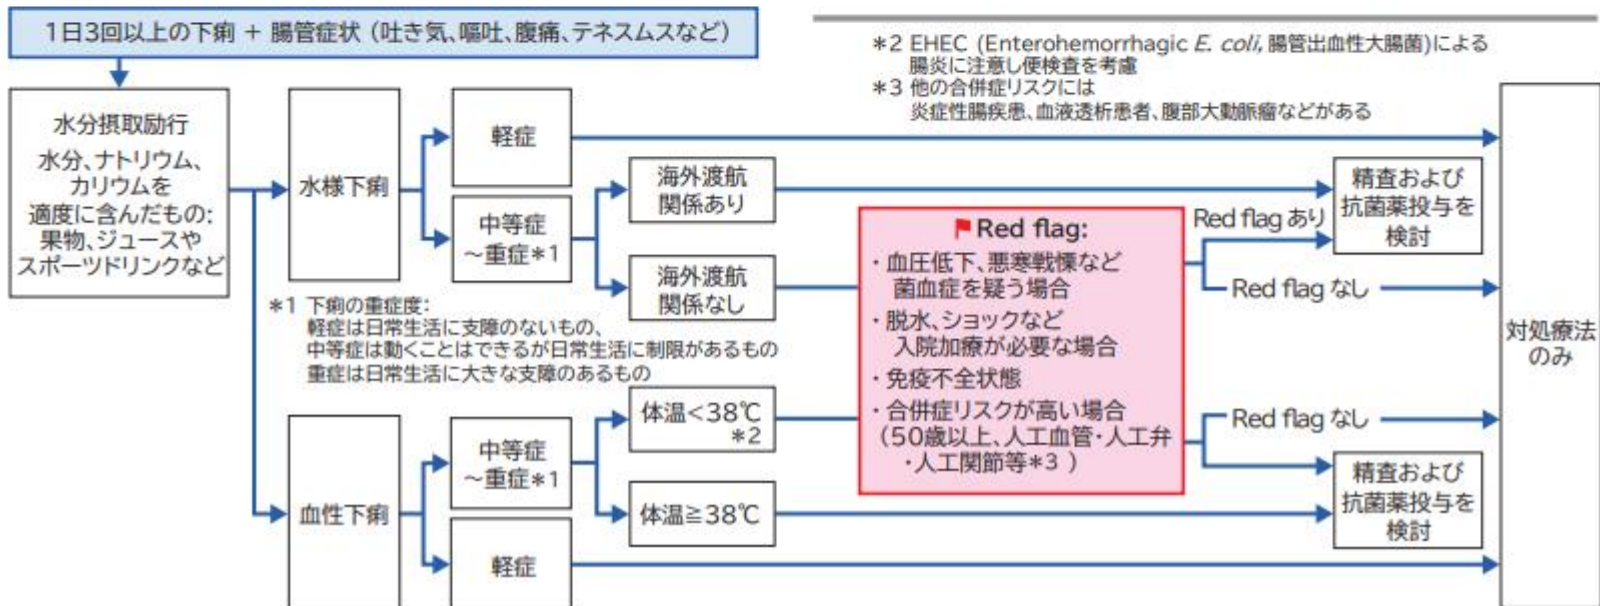 1日3回以上の下痢 + 腸管症状 (吐き気、嘔吐、腹痛、テネスムスなど)
*2 EHEC (Enterohemorrhagic E. coli, 腸管出血性大腸菌)による
腸炎に注意し便検査を考慮
*3 他の合併症リスクには
炎症性腸疾患、血液透析患者、腹部大動脈瘤などがある
水分摂取励行
水分、ナトリウム、
カリウムを
適度に含んだもの:
果物、ジュースや
スポーツドリンクなど
水様下痢
軽症
中等症
～重症*1
海外渡航
関係あり
海外渡航
関係なし
*1 下痢の重症度:
軽症は日常生活に支障のないもの、
中等症は動くことはできるが日常生活に制限があるもの
重症は日常生活に大きな支障のあるもの
血性下痢
中等症
～重症*1
軽症
体温<38℃
*2
体温≧38℃
Red flag:
・血圧低下、悪寒戦慄など
菌血症を疑う場合
・脱水、ショックなど
入院加療が必要な場合
・免疫不全状態
・合併症リスクが高い場合
(50歳以上、人工血管・人工弁
・人工関節等*3 )
Red flag あり
Red flag なし
精査および
抗菌薬投与を
検討
Red flag なし
精査および
抗菌薬投与を
検討
対処療法
のみ